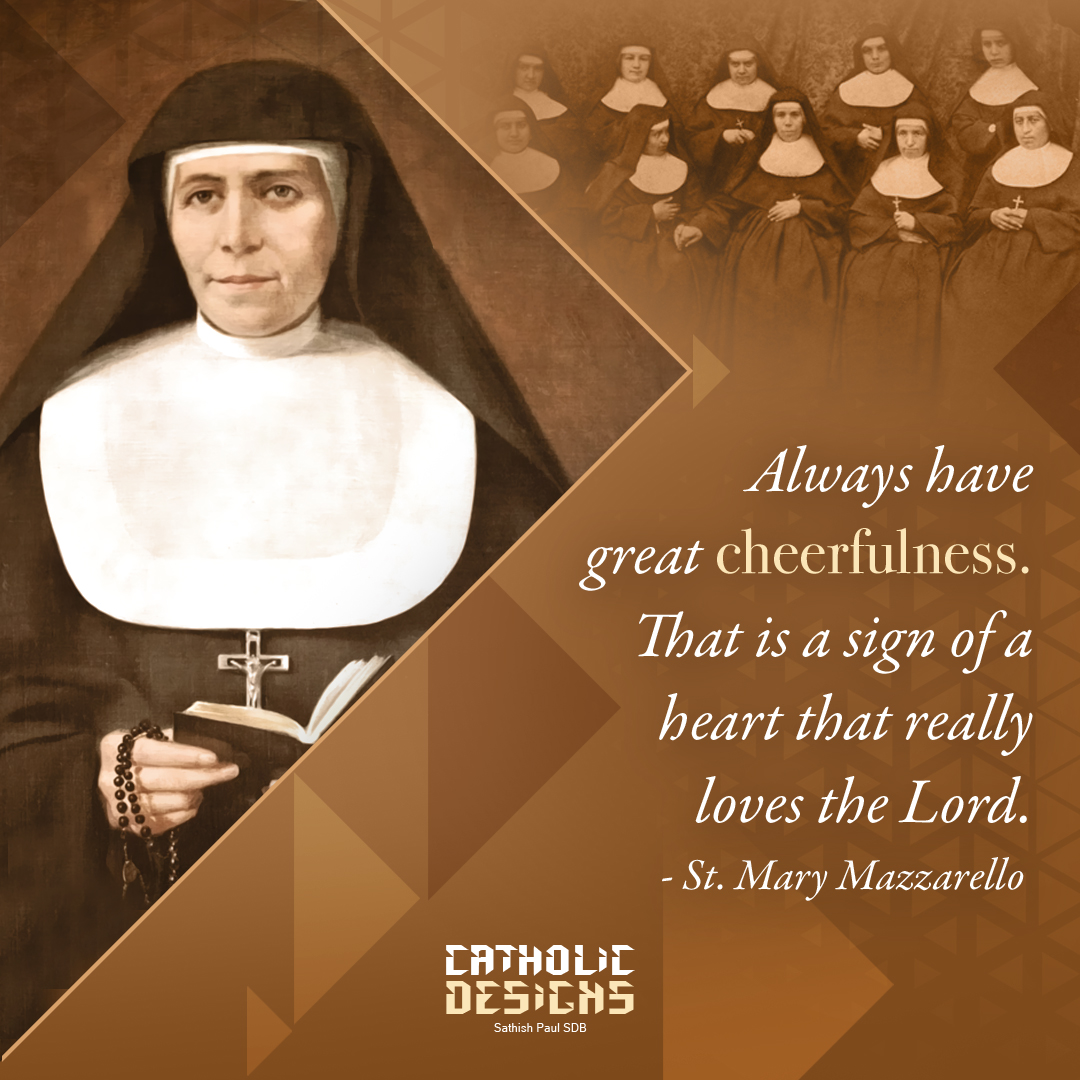 Always have
great cheerfulness.
That is a sign of a
heart that really
loves the Lord.
- St. Mary Mazzarello
CATHOLIC
DESIGNS
Sathish Paul SDB